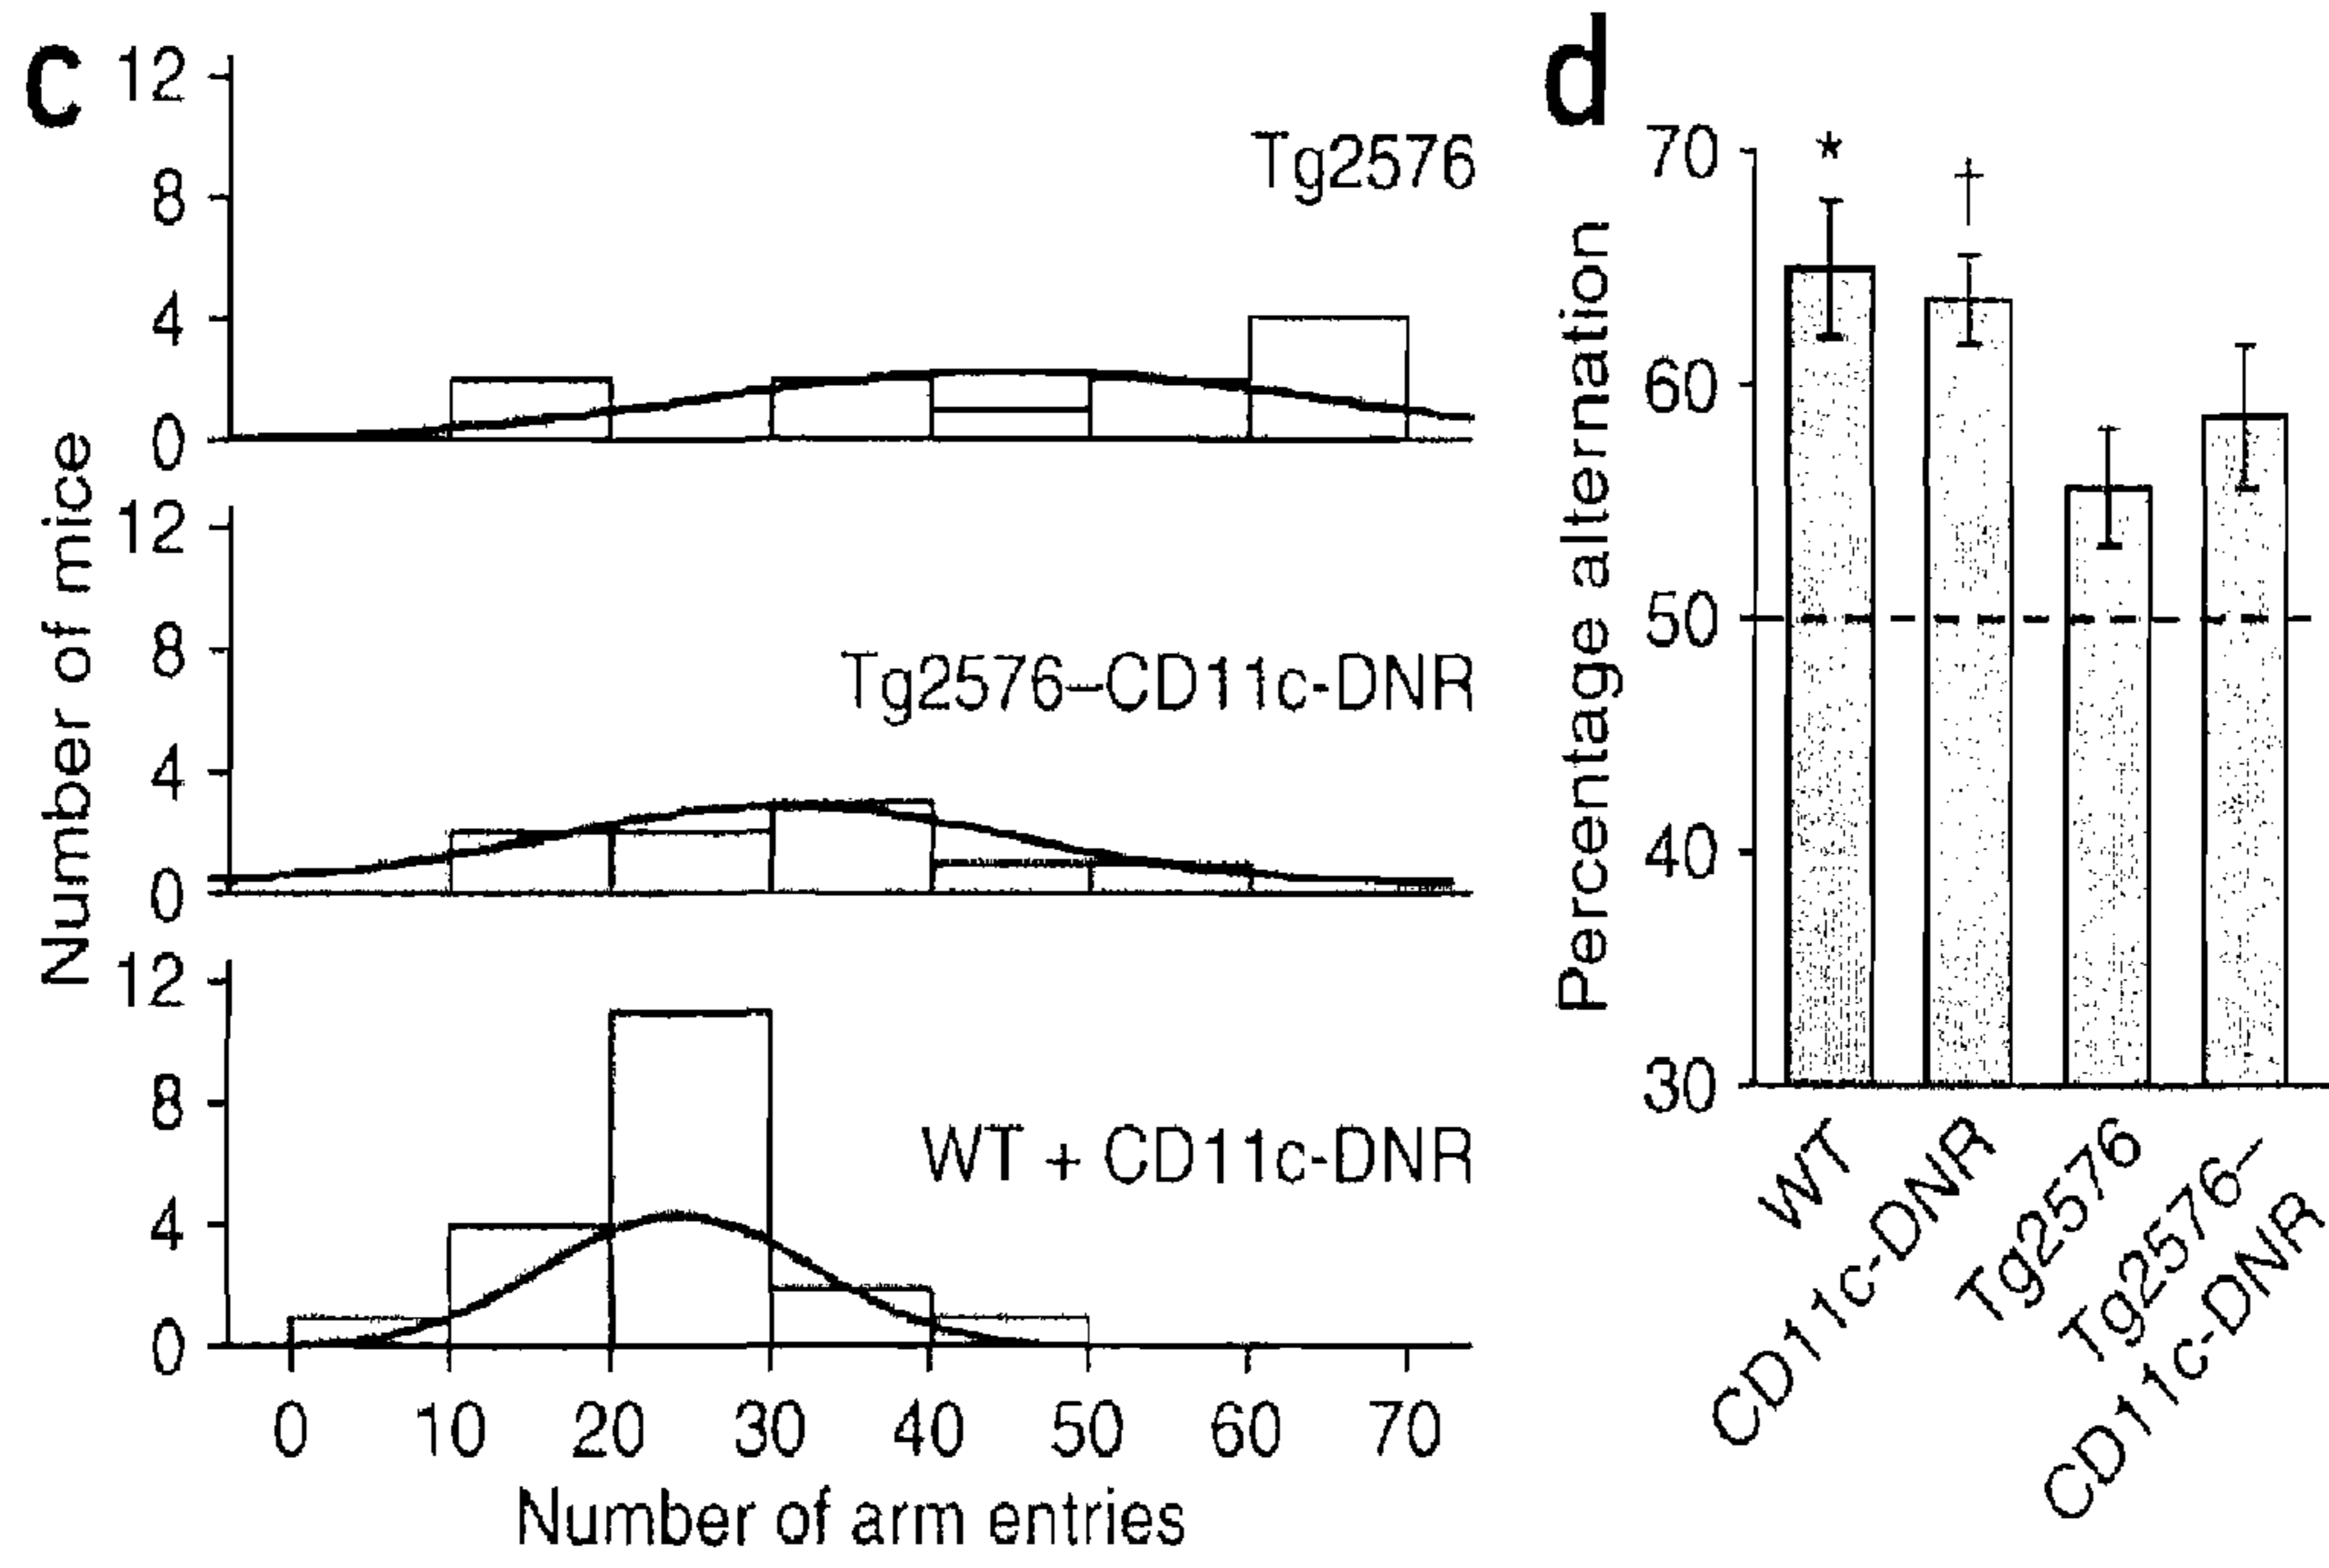 c
Number of mice
12
8
4
0
Tg2576
12
8
4
0
Tg2576–CD11c-DNR
12
8
4
0
WT + CD11c-DNR
0 10 20 30 40 50 60 70
Number of arm entries
d
Percentage alternation
70
60
50
40
30
*
†
WT
CD11c-DNR
Tg2576
Tg2576–
CD11c-DNR